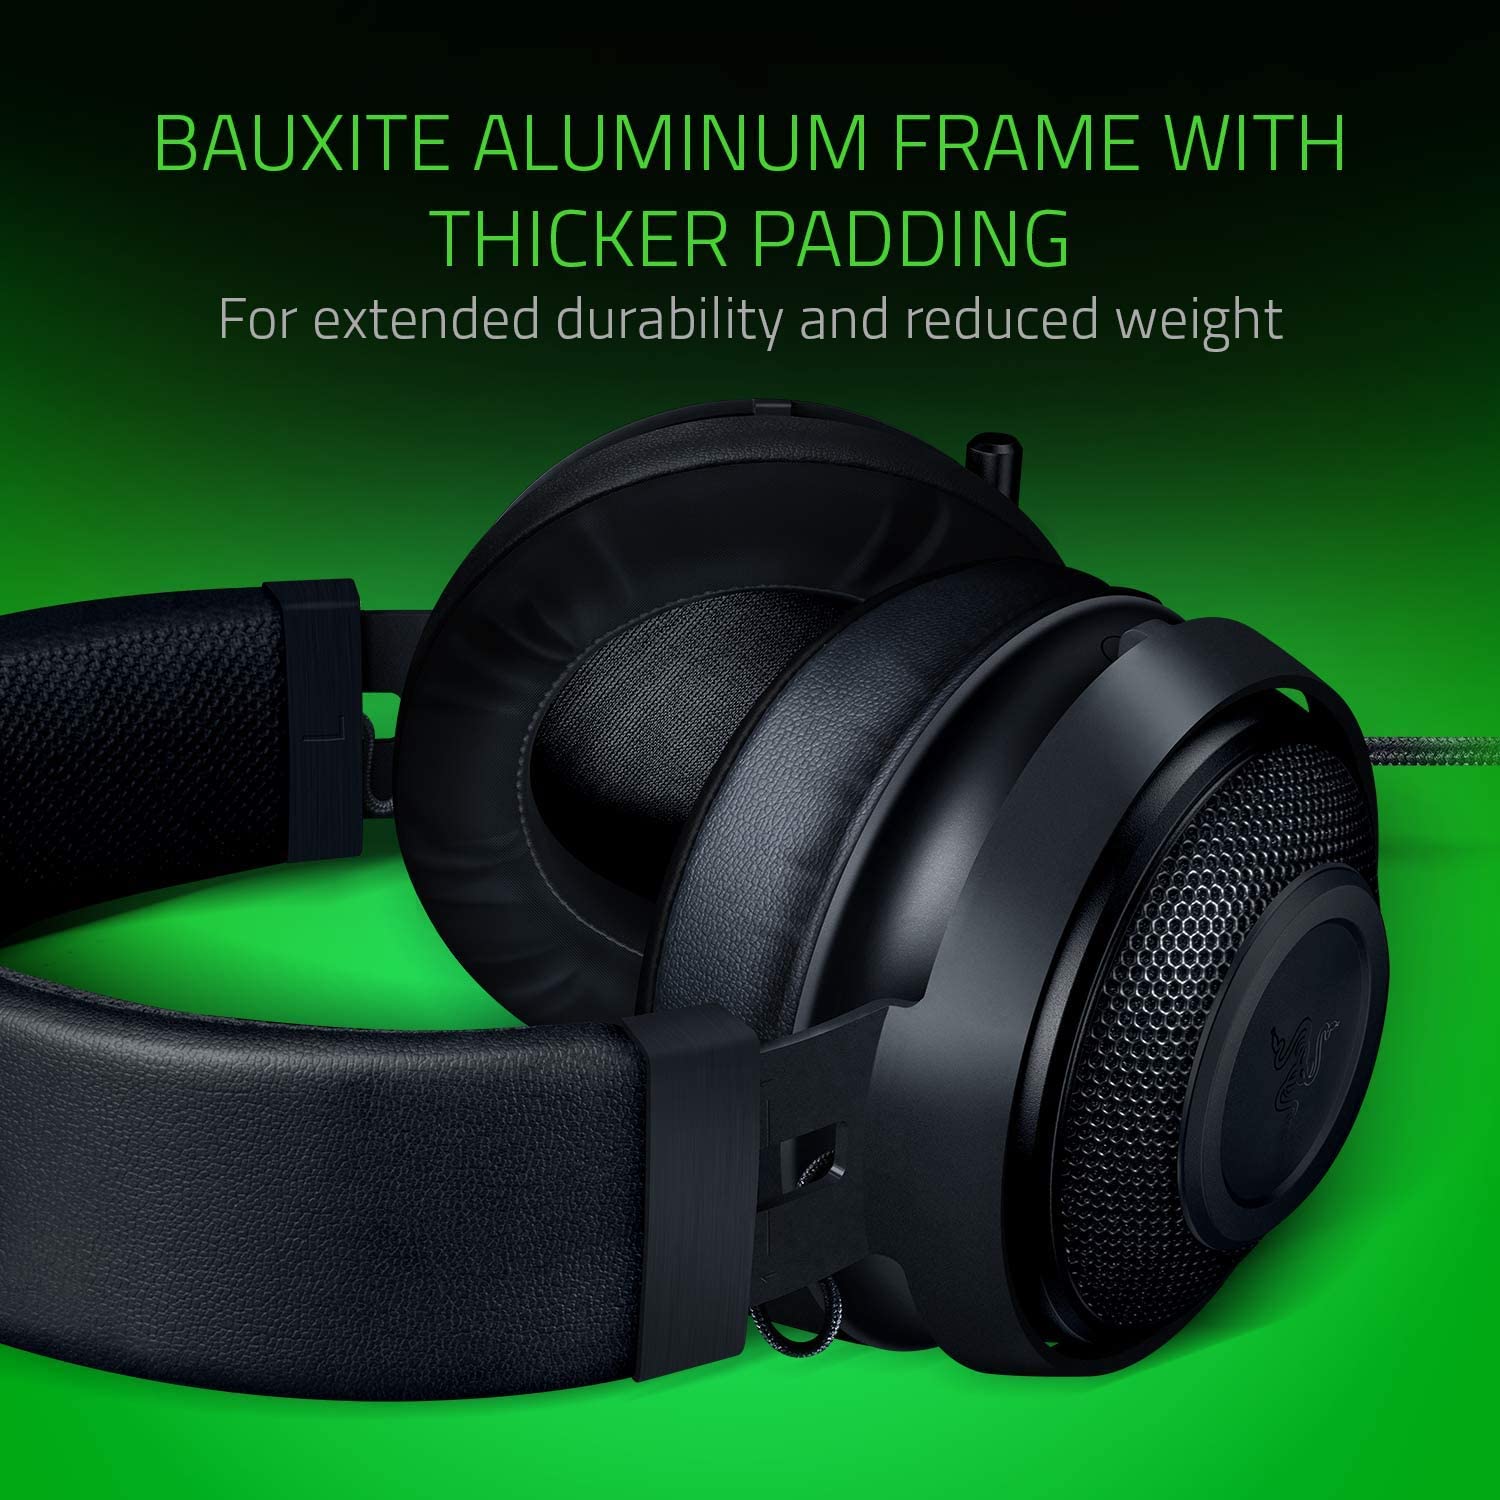 BAUXITE ALUMINUM FRAME WITH
THICKER PADDING
For extended durability and reduced weight
L